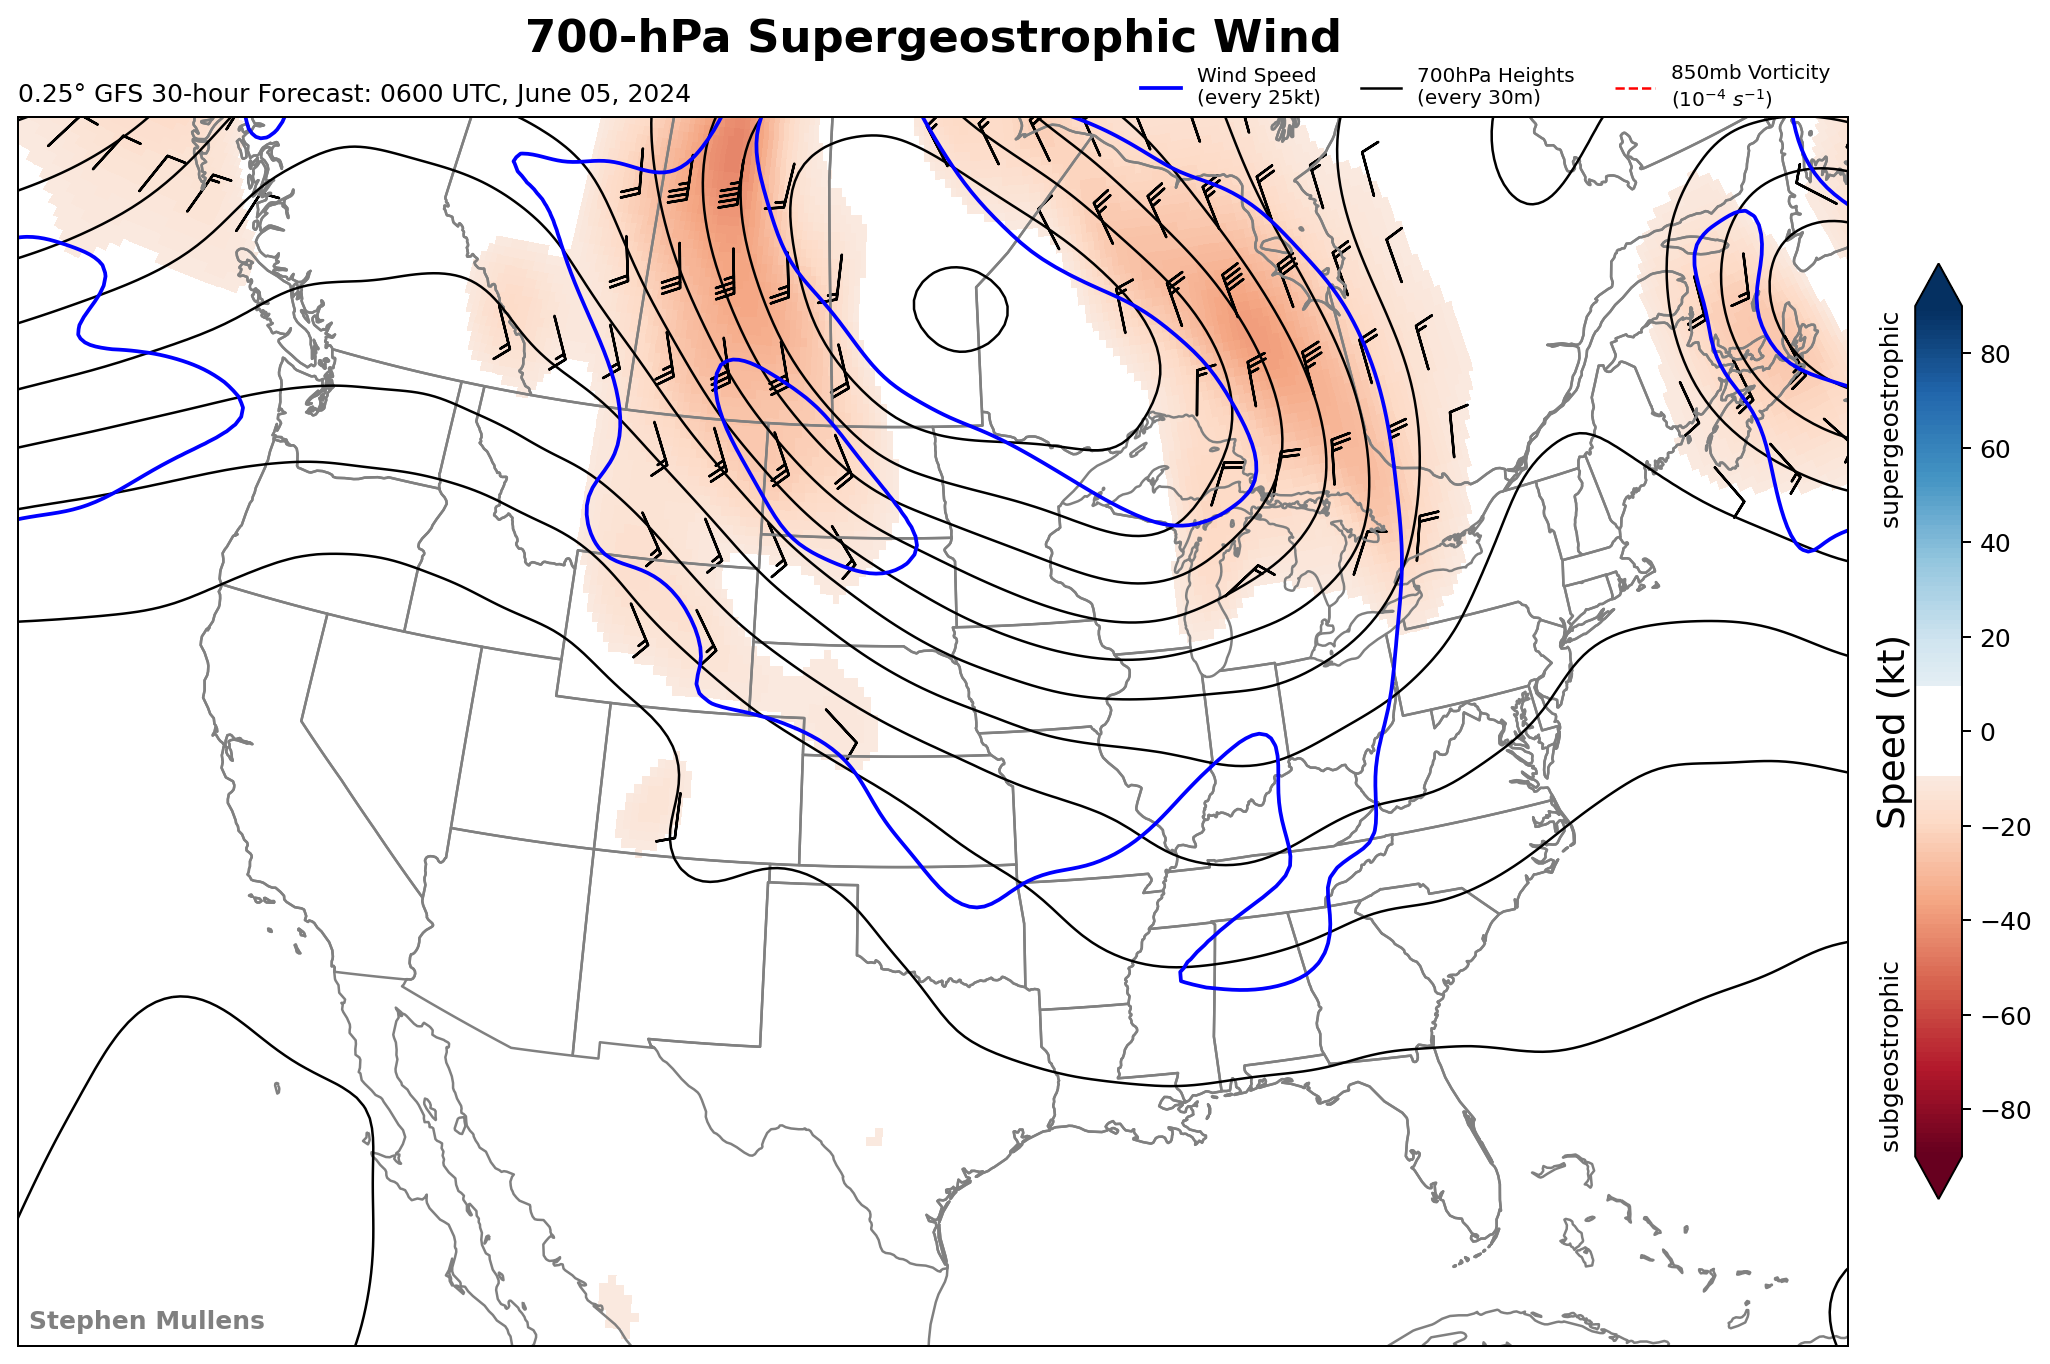 700-hPa Supergeostrophic Wind
0.25° GFS 30-hour Forecast: 0600 UTC, June 05, 2024
Wind Speed
(every 25kt)
700hPa Heights
(every 30m)
850mb Vorticity
(10⁻⁴ s⁻¹)
supergeostrophic
Speed (kt)
subgeostrophic
80
60
40
20
0
−20
−40
−60
−80
Stephen Mullens